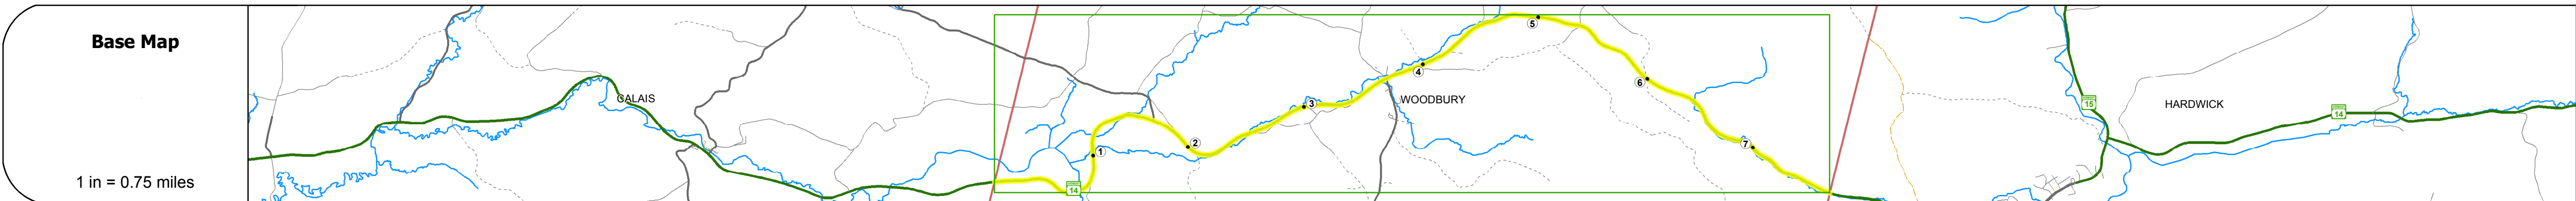 Base Map
1 in = 0.75 miles
CALAIS
14
1
2
3
4
5
6
7
WOODBURY
15
HARDWICK
14